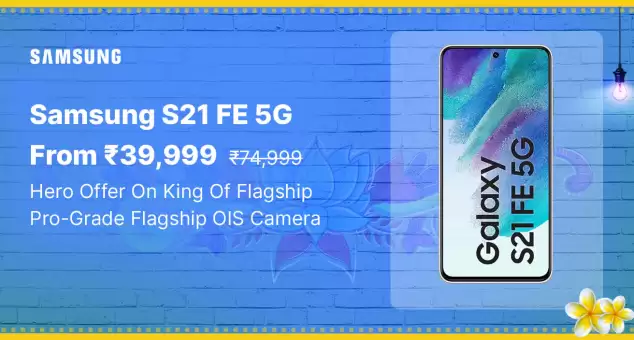 SAMSUNG
Samsung S21 FE 5G
From ₹39,999 ₹74,999
Hero Offer On King Of Flagship
Pro-Grade Flagship OIS Camera
Galaxy
S21 FE 5G